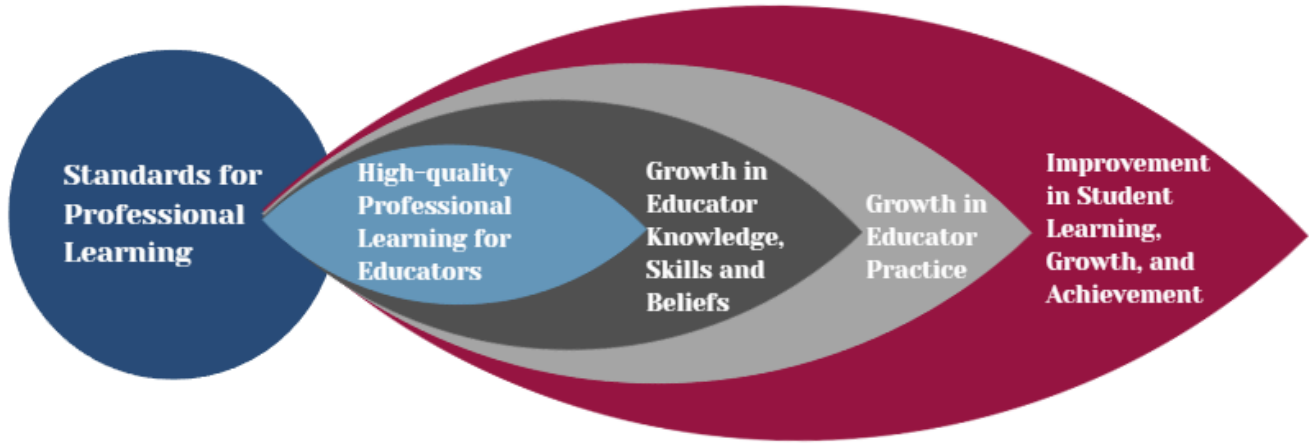 Standards for
Professional
Learning
High-quality
Professional
Learning for
Educators
Growth in
Educator
Knowledge,
Skills and
Beliefs
Growth in
Educator
Practice
Improvement
in Student
Learning,
Growth, and
Achievement